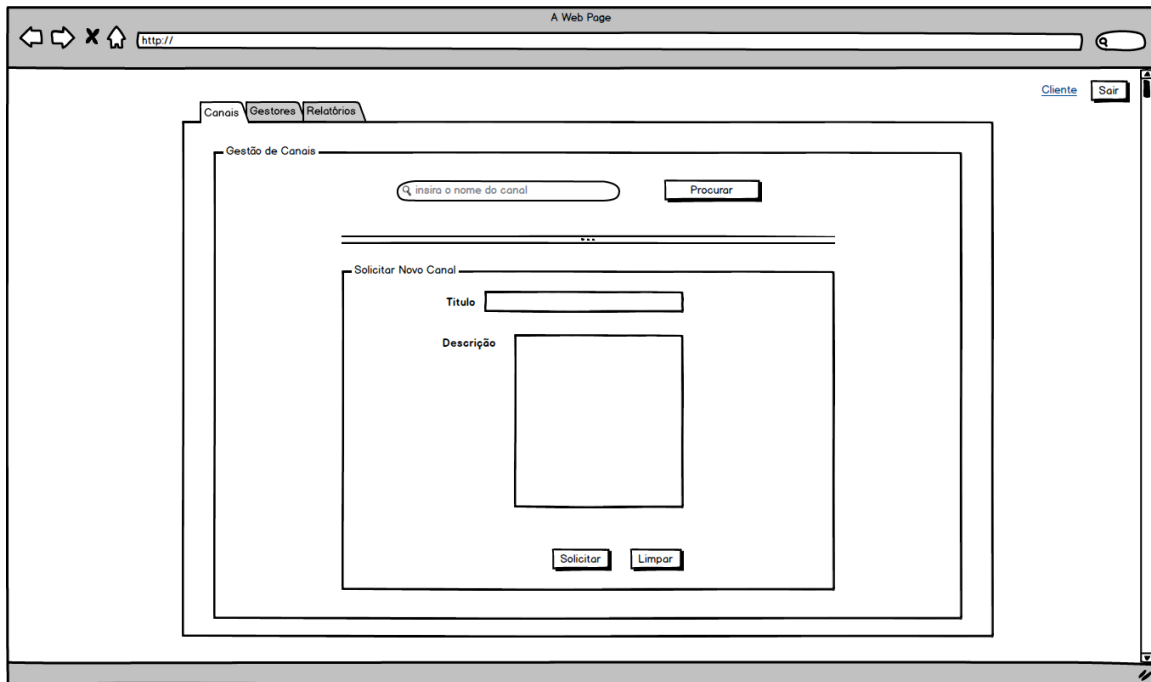 A Web Page
http://
Cliente
Sair
Canais
Gestores
Relatórios
Gestão de Canais
insira o nome do canal
Procurar
Solicitar Novo Canal
Titulo
Descrição
Solicitar
Limpar